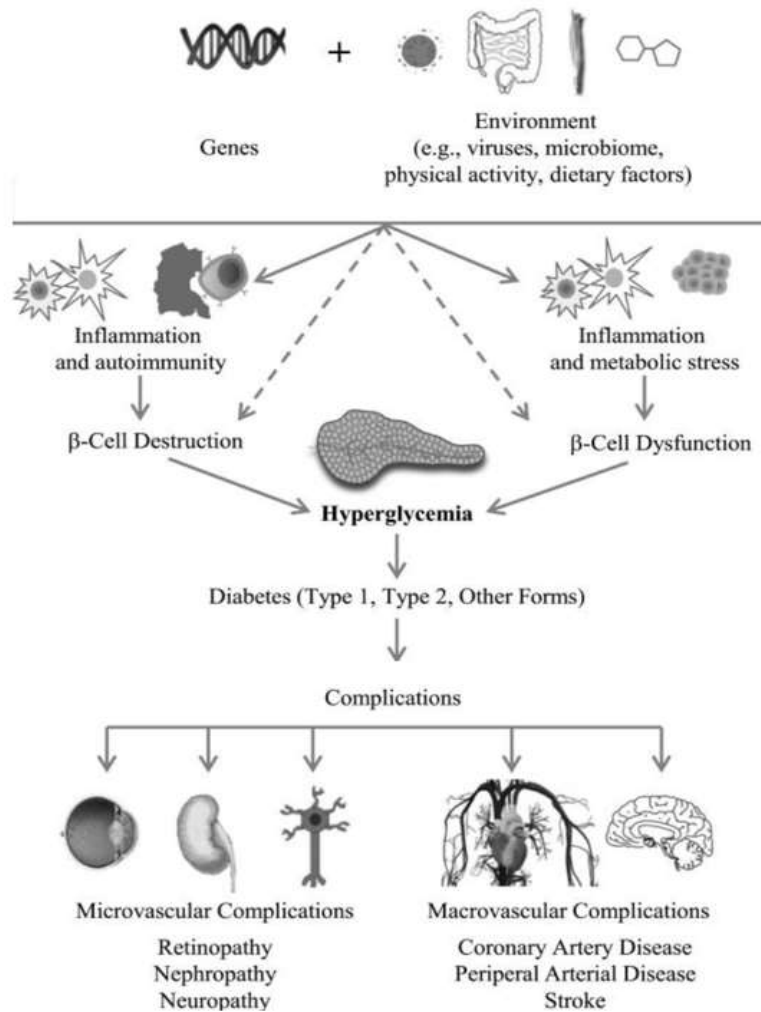 +
Genes
Environment
(e.g., viruses, microbiome,
physical activity, dietary factors)
Inflammation
and autoimmunity
Inflammation
and metabolic stress
β-Cell Destruction
β-Cell Dysfunction
Hyperglycemia
Diabetes (Type 1, Type 2, Other Forms)
Complications
Microvascular Complications
Retinopathy
Nephropathy
Neuropathy
Macrovascular Complications
Coronary Artery Disease
Periperal Arterial Disease
Stroke